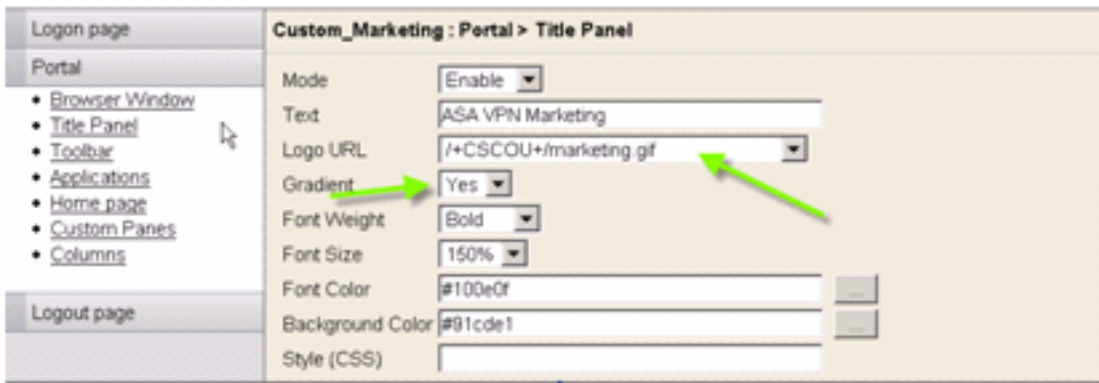 Logon page
Portal
• Browser Window
• Title Panel
• Toolbar
• Applications
• Home page
• Custom Panes
• Columns
Logout page
Custom_Marketing : Portal > Title Panel
Mode Enable
Text ASA VPN Marketing
Logo URL /+CSCOU+/marketing.gif
Gradient Yes
Font Weight Bold
Font Size 150%
Font Color #100e0f ...
Background Color #91cde1 ...
Style (CSS)